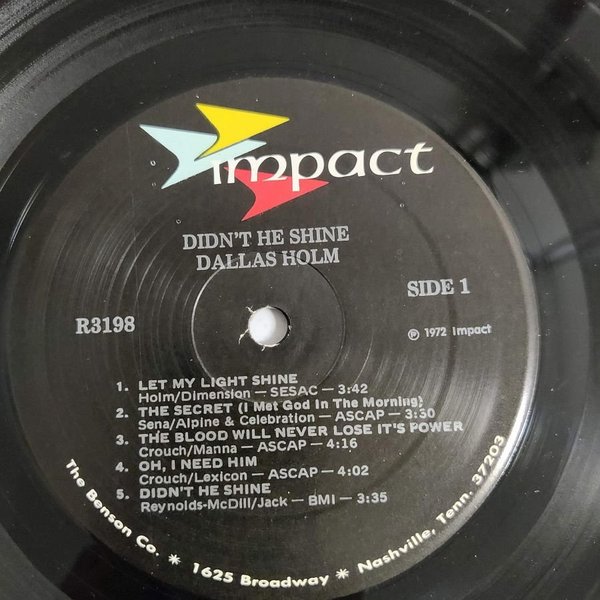 impact
DIDN'T HE SHINE
DALLAS HOLM
SIDE 1
R3198
℗ 1972 Impact
1. LET MY LIGHT SHINE
Holm/Dimension — SESAC — 3:42
2. THE SECRET (I Met God In The Morning)
Sena/Alpine & Celebration — ASCAP — 3:30
3. THE BLOOD WILL NEVER LOSE IT'S POWER
Crouch/Manna — ASCAP — 4:16
4. OH, I NEED HIM
Crouch/Lexicon — ASCAP — 4:02
5. DIDN'T HE SHINE
Reynolds-McDill/Jack — BMI — 3:35
The Benson Co. * 1625 Broadway * Nashville, Tenn. 37203